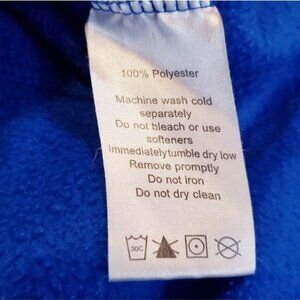 100% Polyester
Machine wash cold
separately
Do not bleach or use
softeners
Immediatelytumble dry low
Remove promptly
Do not iron
Do not dry clean
30C